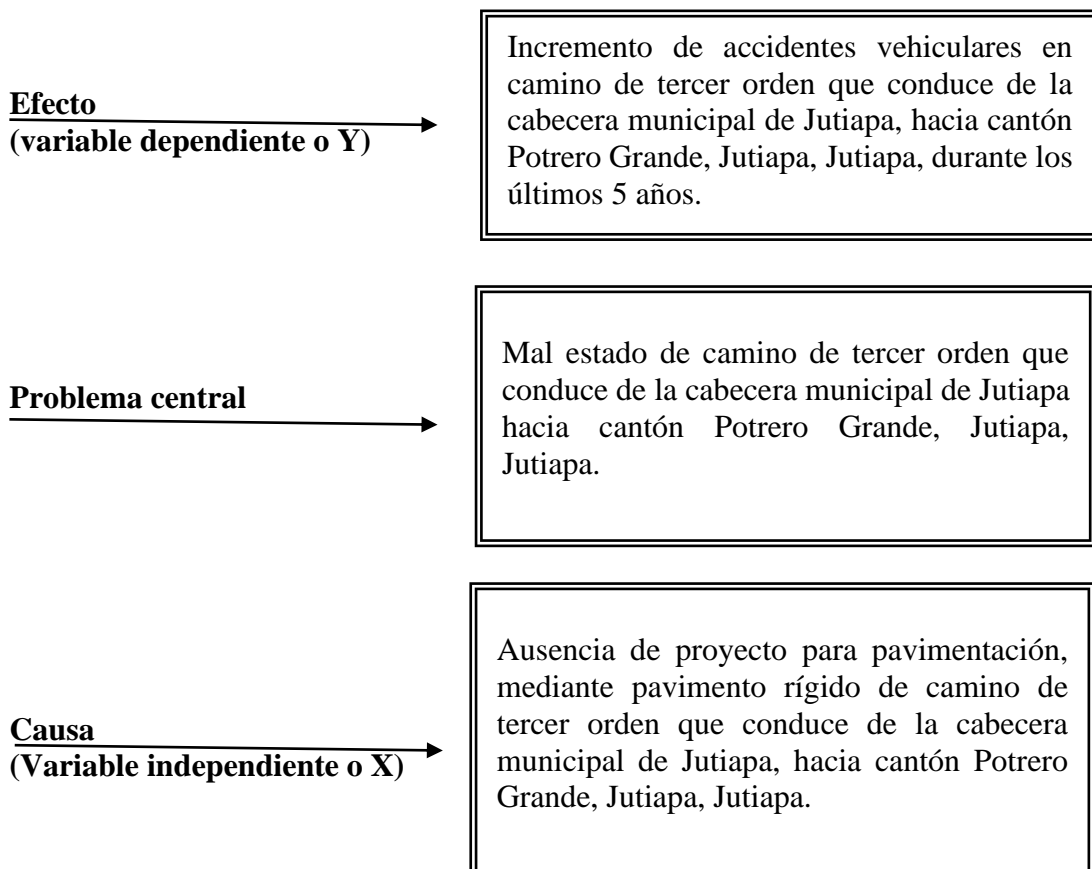 Efecto
(variable dependiente o Y)
Incremento de accidentes vehiculares en
camino de tercer orden que conduce de la
cabecera municipal de Jutiapa, hacia cantón
Potrero Grande, Jutiapa, Jutiapa, durante los
últimos 5 años.
Problema central
Mal estado de camino de tercer orden que
conduce de la cabecera municipal de Jutiapa
hacia cantón Potrero Grande, Jutiapa,
Jutiapa.
Causa
(Variable independiente o X)
Ausencia de proyecto para pavimentación,
mediante pavimento rígido de camino de
tercer orden que conduce de la cabecera
municipal de Jutiapa, hacia cantón Potrero
Grande, Jutiapa, Jutiapa.